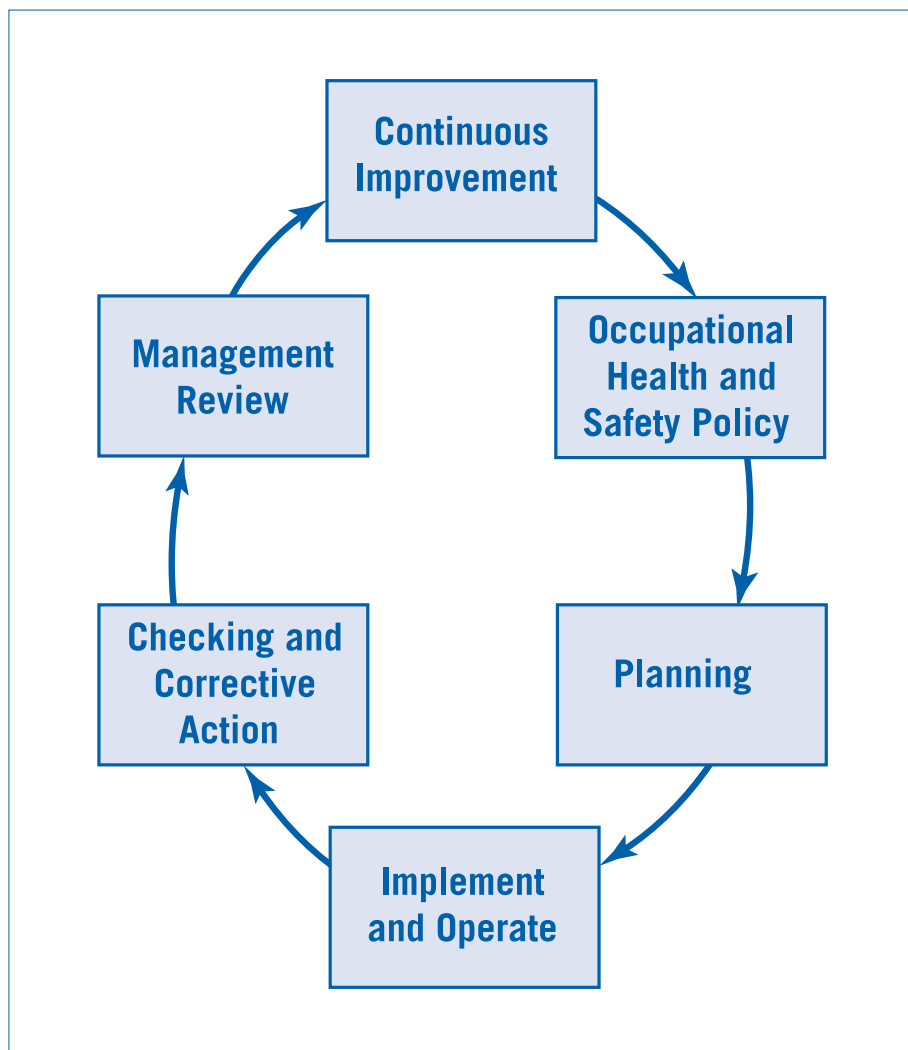 Continuous
Improvement
Occupational
Health and
Safety Policy
Planning
Implement
and Operate
Checking and
Corrective
Action
Management
Review